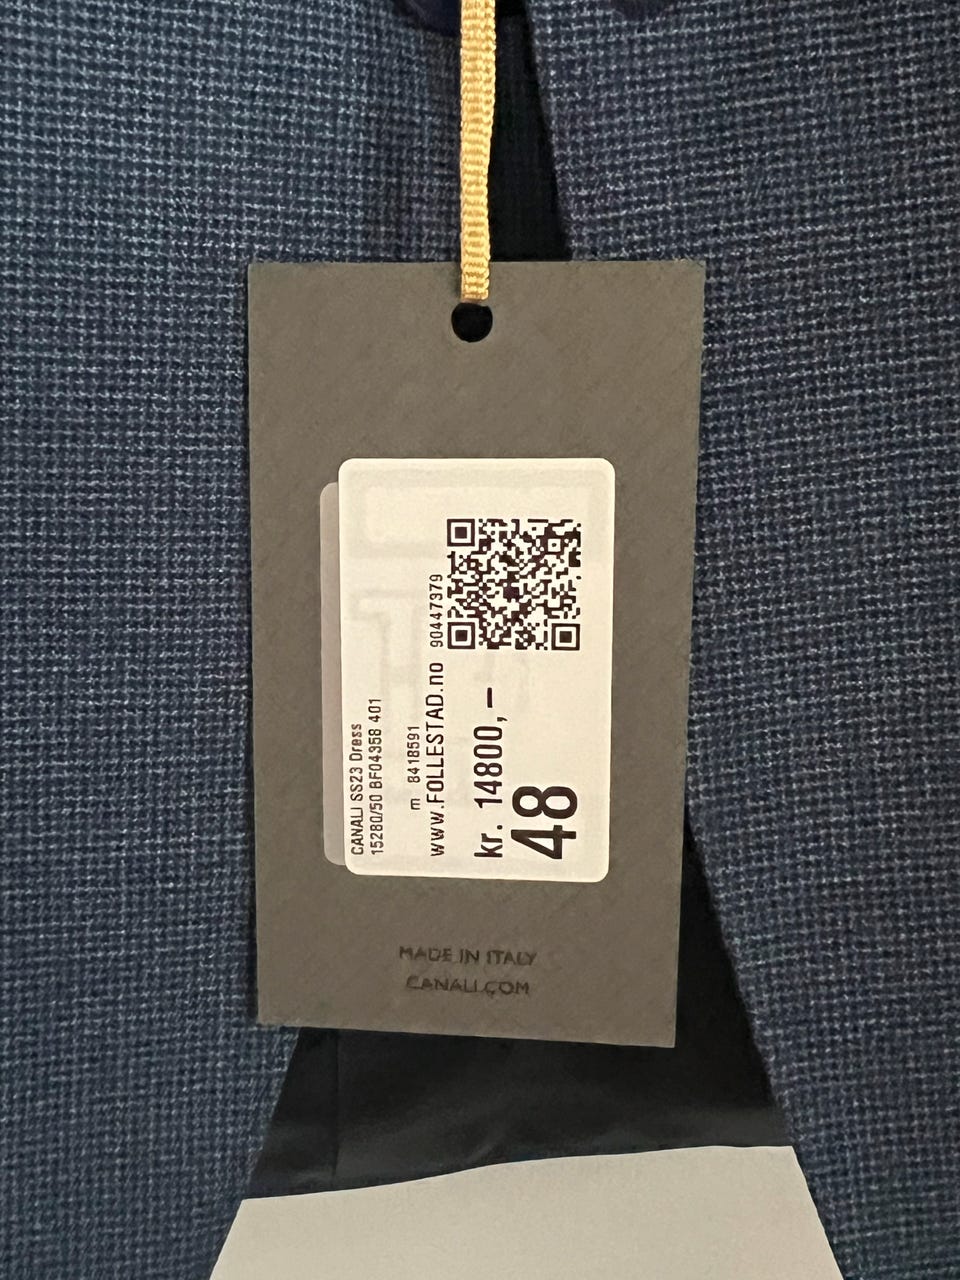 CANALI SS23 Dress
15280/50 BF04358 401
m 8418591
www.FOLLESTAD.no 90447379
kr. 14800,-
48
MADE IN ITALY
CANALI.COM